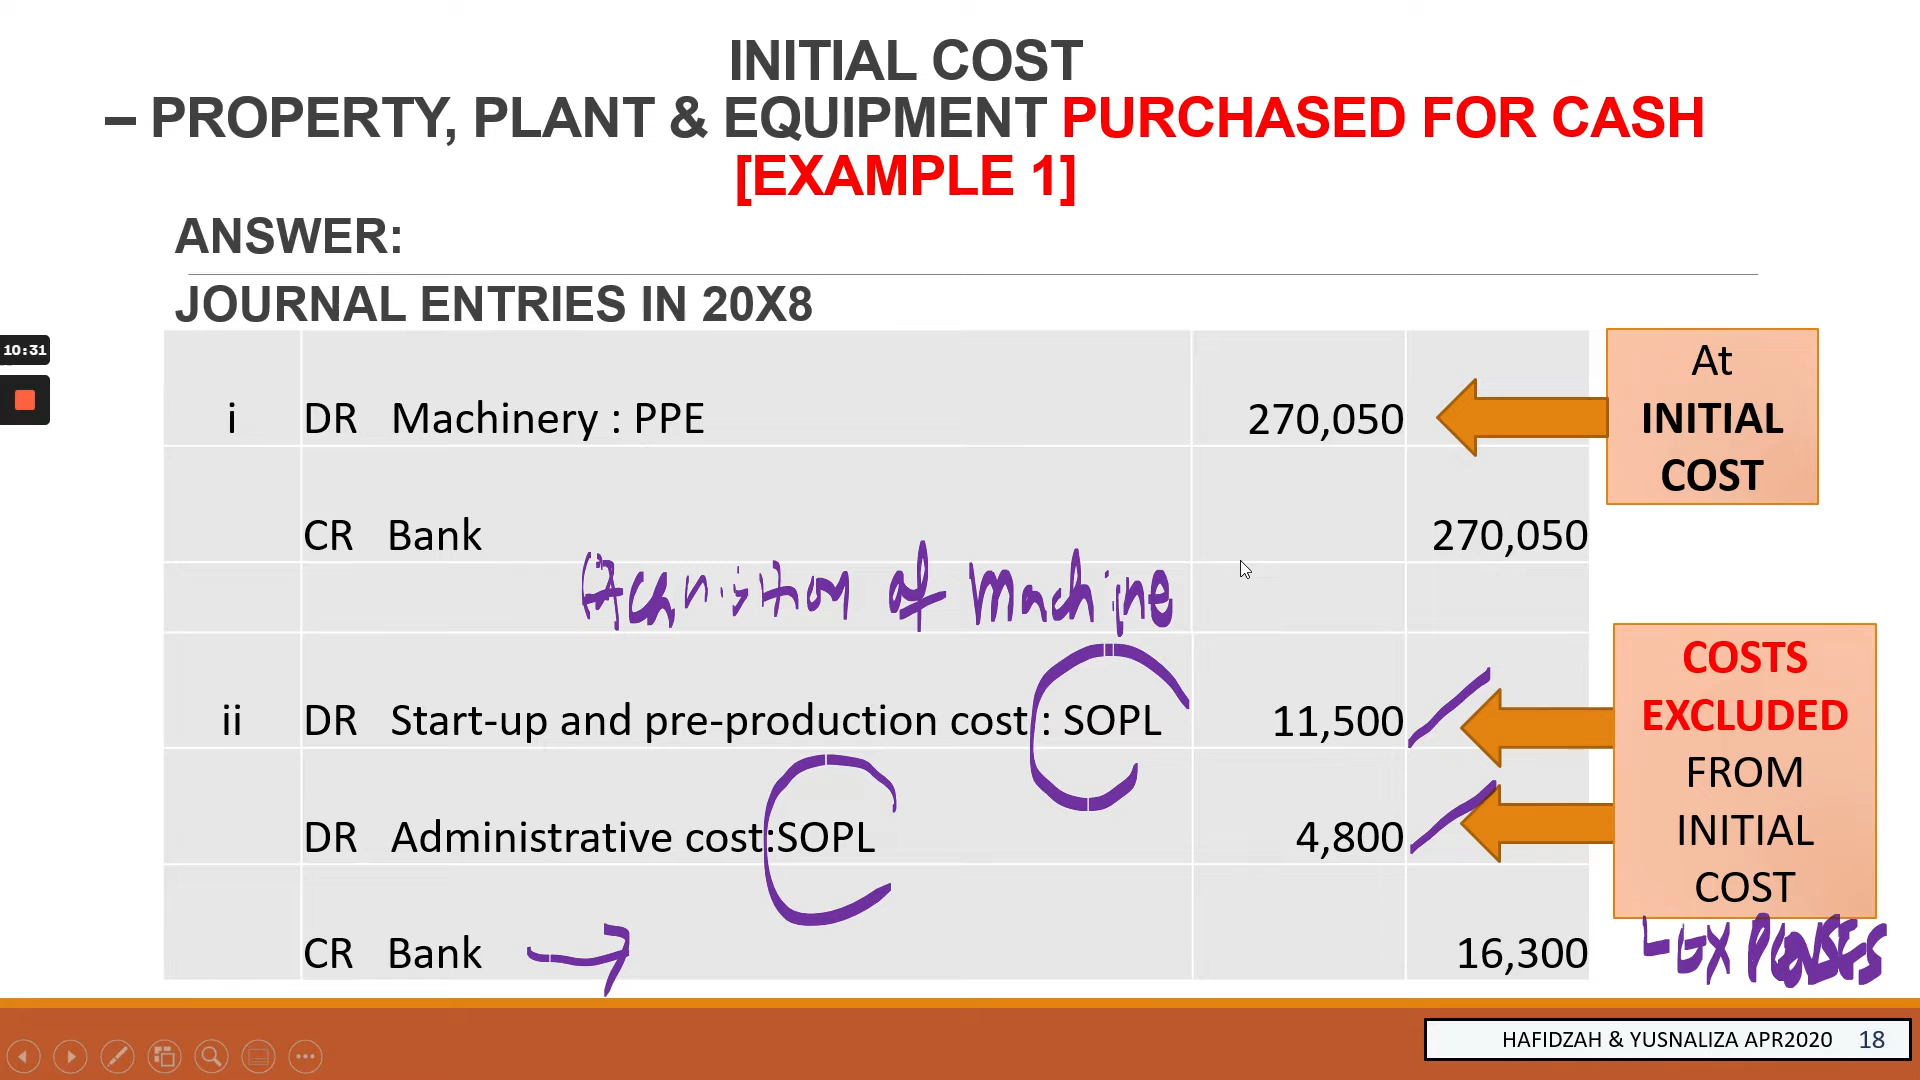 INITIAL COST
– PROPERTY, PLANT & EQUIPMENT PURCHASED FOR CASH
[EXAMPLE 1]
ANSWER:
JOURNAL ENTRIES IN 20X8
10:31
i DR Machinery : PPE 270,050
At
INITIAL
COST
CR Bank 270,050
of Machine
ii DR Start-up and pre-production cost : SOPL 11,500
DR Administrative cost:SOPL 4,800
CR Bank 16,300
COSTS
EXCLUDED
FROM
INITIAL
COST
EXPENSES
HAFIDZAH & YUSNALIZA APR2020 18